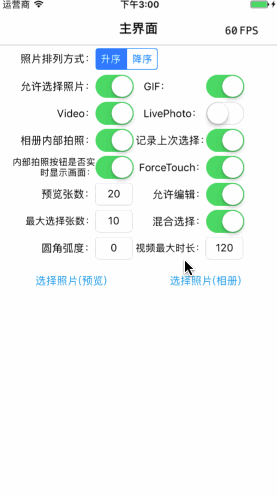 运营商 下午3:00
主界面 60 FPS
照片排列方式: 升序 降序
允许选择照片: GIF:
Video: LivePhoto:
相册内部拍照: 记录上次选择:
内部拍照按钮是否实
时显示画面: ForceTouch:
预览张数: 20 允许编辑:
最大选择张数: 10 混合选择:
圆角弧度: 0 视频最大时长: 120
选择照片(预览) 选择照片(相册)